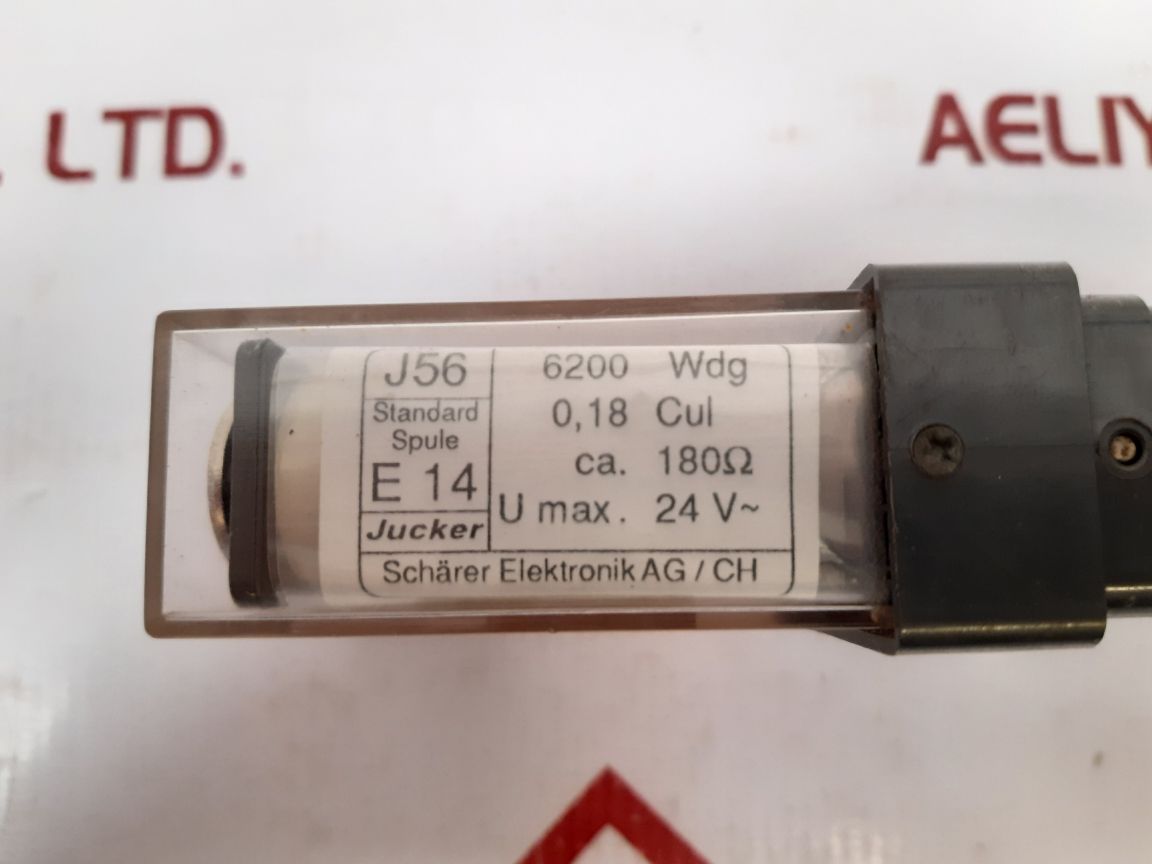 LTD.
AELIY
J56
Standard
Spule
E 14
Jucker
6200 Wdg
0,18 Cul
ca. 180Ω
U max. 24 V~
Schärer Elektronik AG / CH